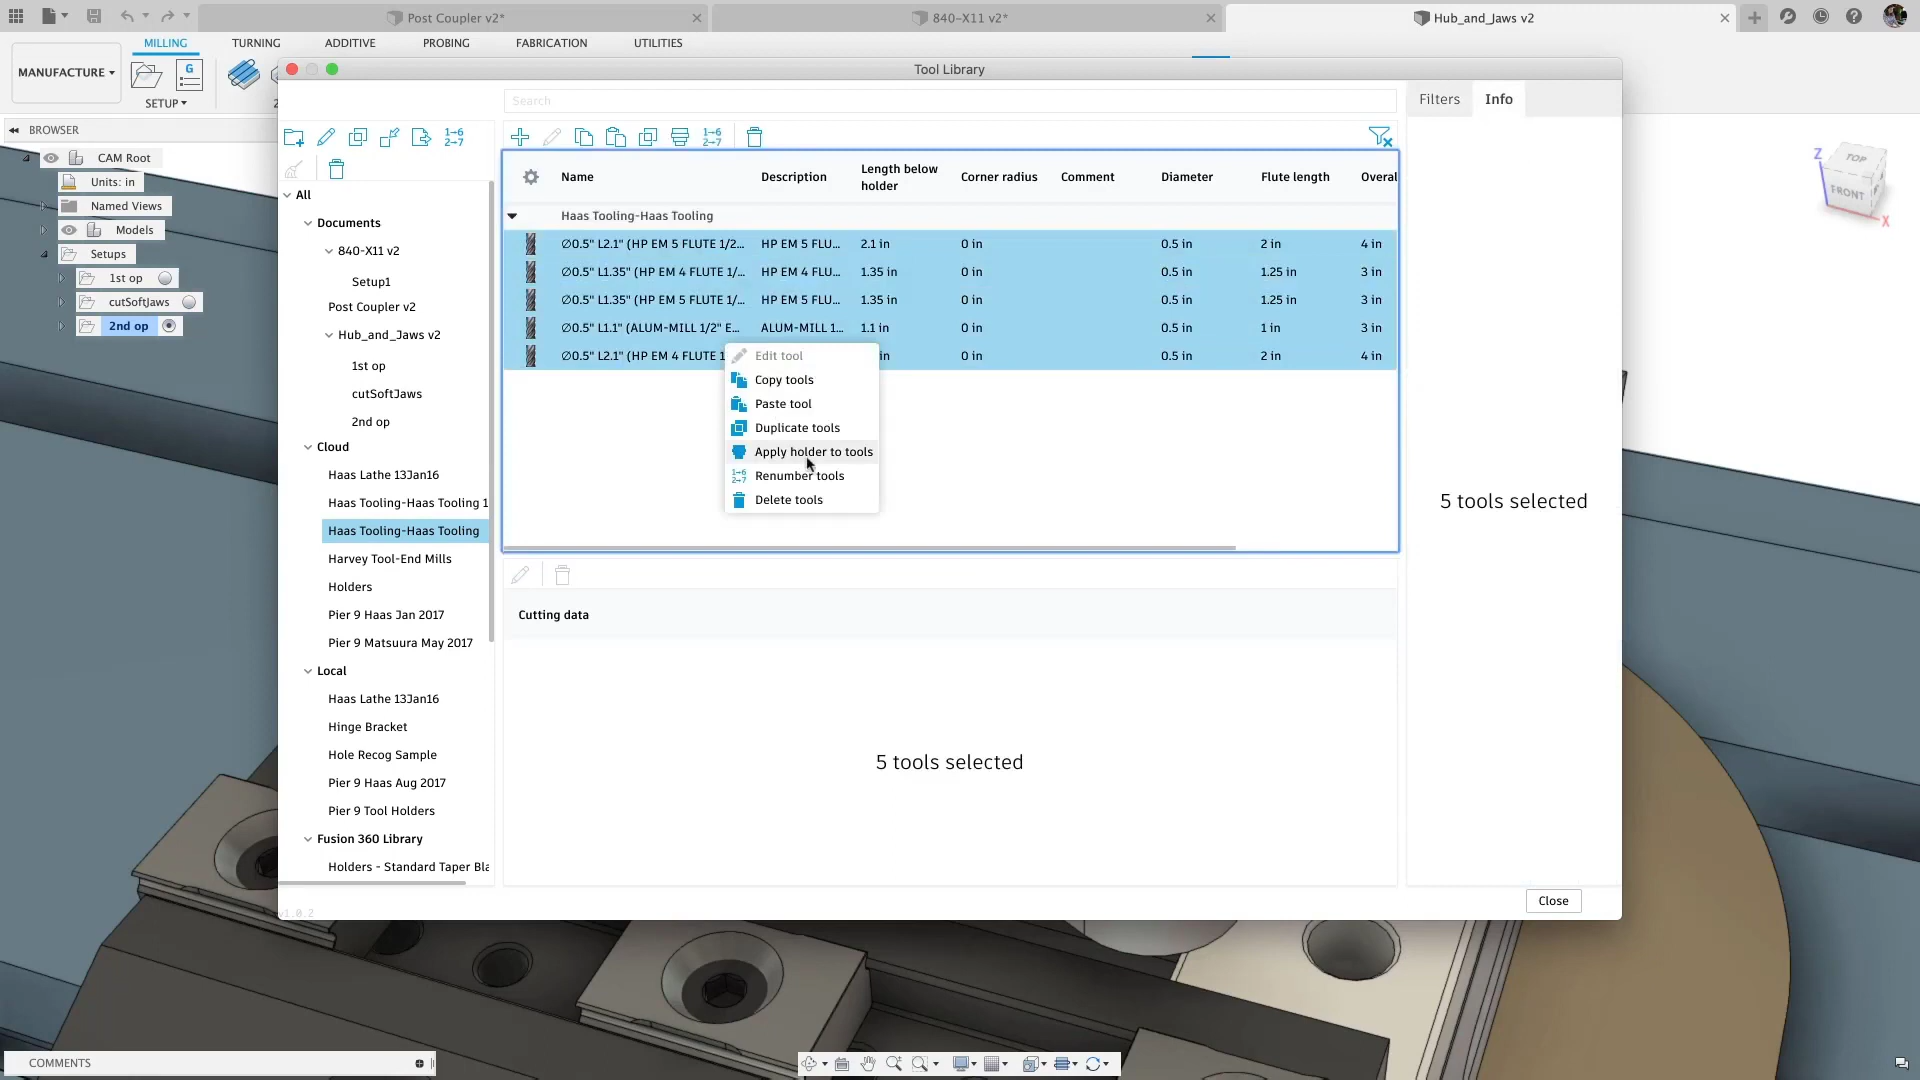 Post Coupler v2*
840-X11 v2*
Hub_and_Jaws v2
MILLING
TURNING
ADDITIVE
PROBING
FABRICATION
UTILITIES
MANUFACTURE
G
SETUP
BROWSER
CAM Root
Units: in
Named Views
Models
Setups
1st op
cutSoftJaws
2nd op
Tool Library
Search
Filters
Info
All
Documents
840-X11 v2
Setup1
Post Coupler v2
Hub_and_Jaws v2
1st op
cutSoftJaws
2nd op
Cloud
Haas Lathe 13Jan16
Haas Tooling-Haas Tooling 1
Haas Tooling-Haas Tooling
Harvey Tool-End Mills
Holders
Pier 9 Haas Jan 2017
Pier 9 Matsuura May 2017
Local
Haas Lathe 13Jan16
Hinge Bracket
Hole Recog Sample
Pier 9 Haas Aug 2017
Pier 9 Tool Holders
Fusion 360 Library
Holders - Standard Taper Bla
v1.0.2
Name Description Length below holder Corner radius Comment Diameter Flute length Overal
Haas Tooling-Haas Tooling
∅0.5" L2.1" (HP EM 5 FLUTE 1/2... HP EM 5 FLU... 2.1 in 0 in 0.5 in 2 in 4 in
∅0.5" L1.35" (HP EM 4 FLUTE 1/... HP EM 4 FLU... 1.35 in 0 in 0.5 in 1.25 in 3 in
∅0.5" L1.35" (HP EM 5 FLUTE 1/... HP EM 5 FLU... 1.35 in 0 in 0.5 in 1.25 in 3 in
∅0.5" L1.1" (ALUM-MILL 1/2" E... ALUM-MILL 1... 1.1 in 0 in 0.5 in 1 in 3 in
∅0.5" L2.1" (HP EM 4 FLUTE 1 in 0 in 0.5 in 2 in 4 in
Edit tool
Copy tools
Paste tool
Duplicate tools
Apply holder to tools
Renumber tools
Delete tools
Cutting data
5 tools selected
5 tools selected
Close
TOP
FRONT
Z
X
COMMENTS